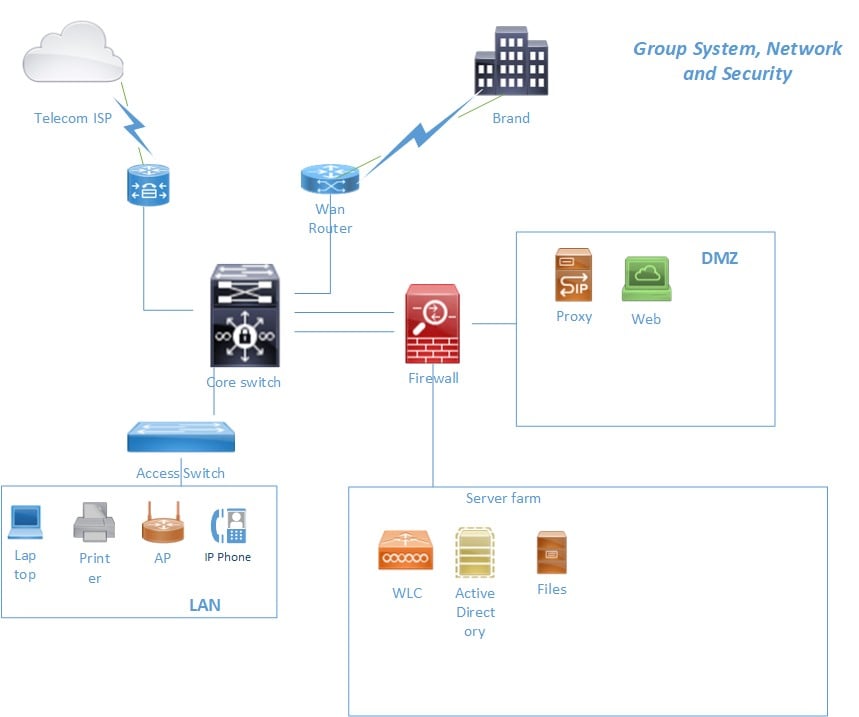 Group System, Network
and Security
Telecom ISP
Brand
Wan
Router
DMZ
SIP
Proxy
Web
Core switch
Firewall
Access Switch
Server farm
Lap
top
Print
er
AP
IP Phone
LAN
WLC
Active
Direct
ory
Files